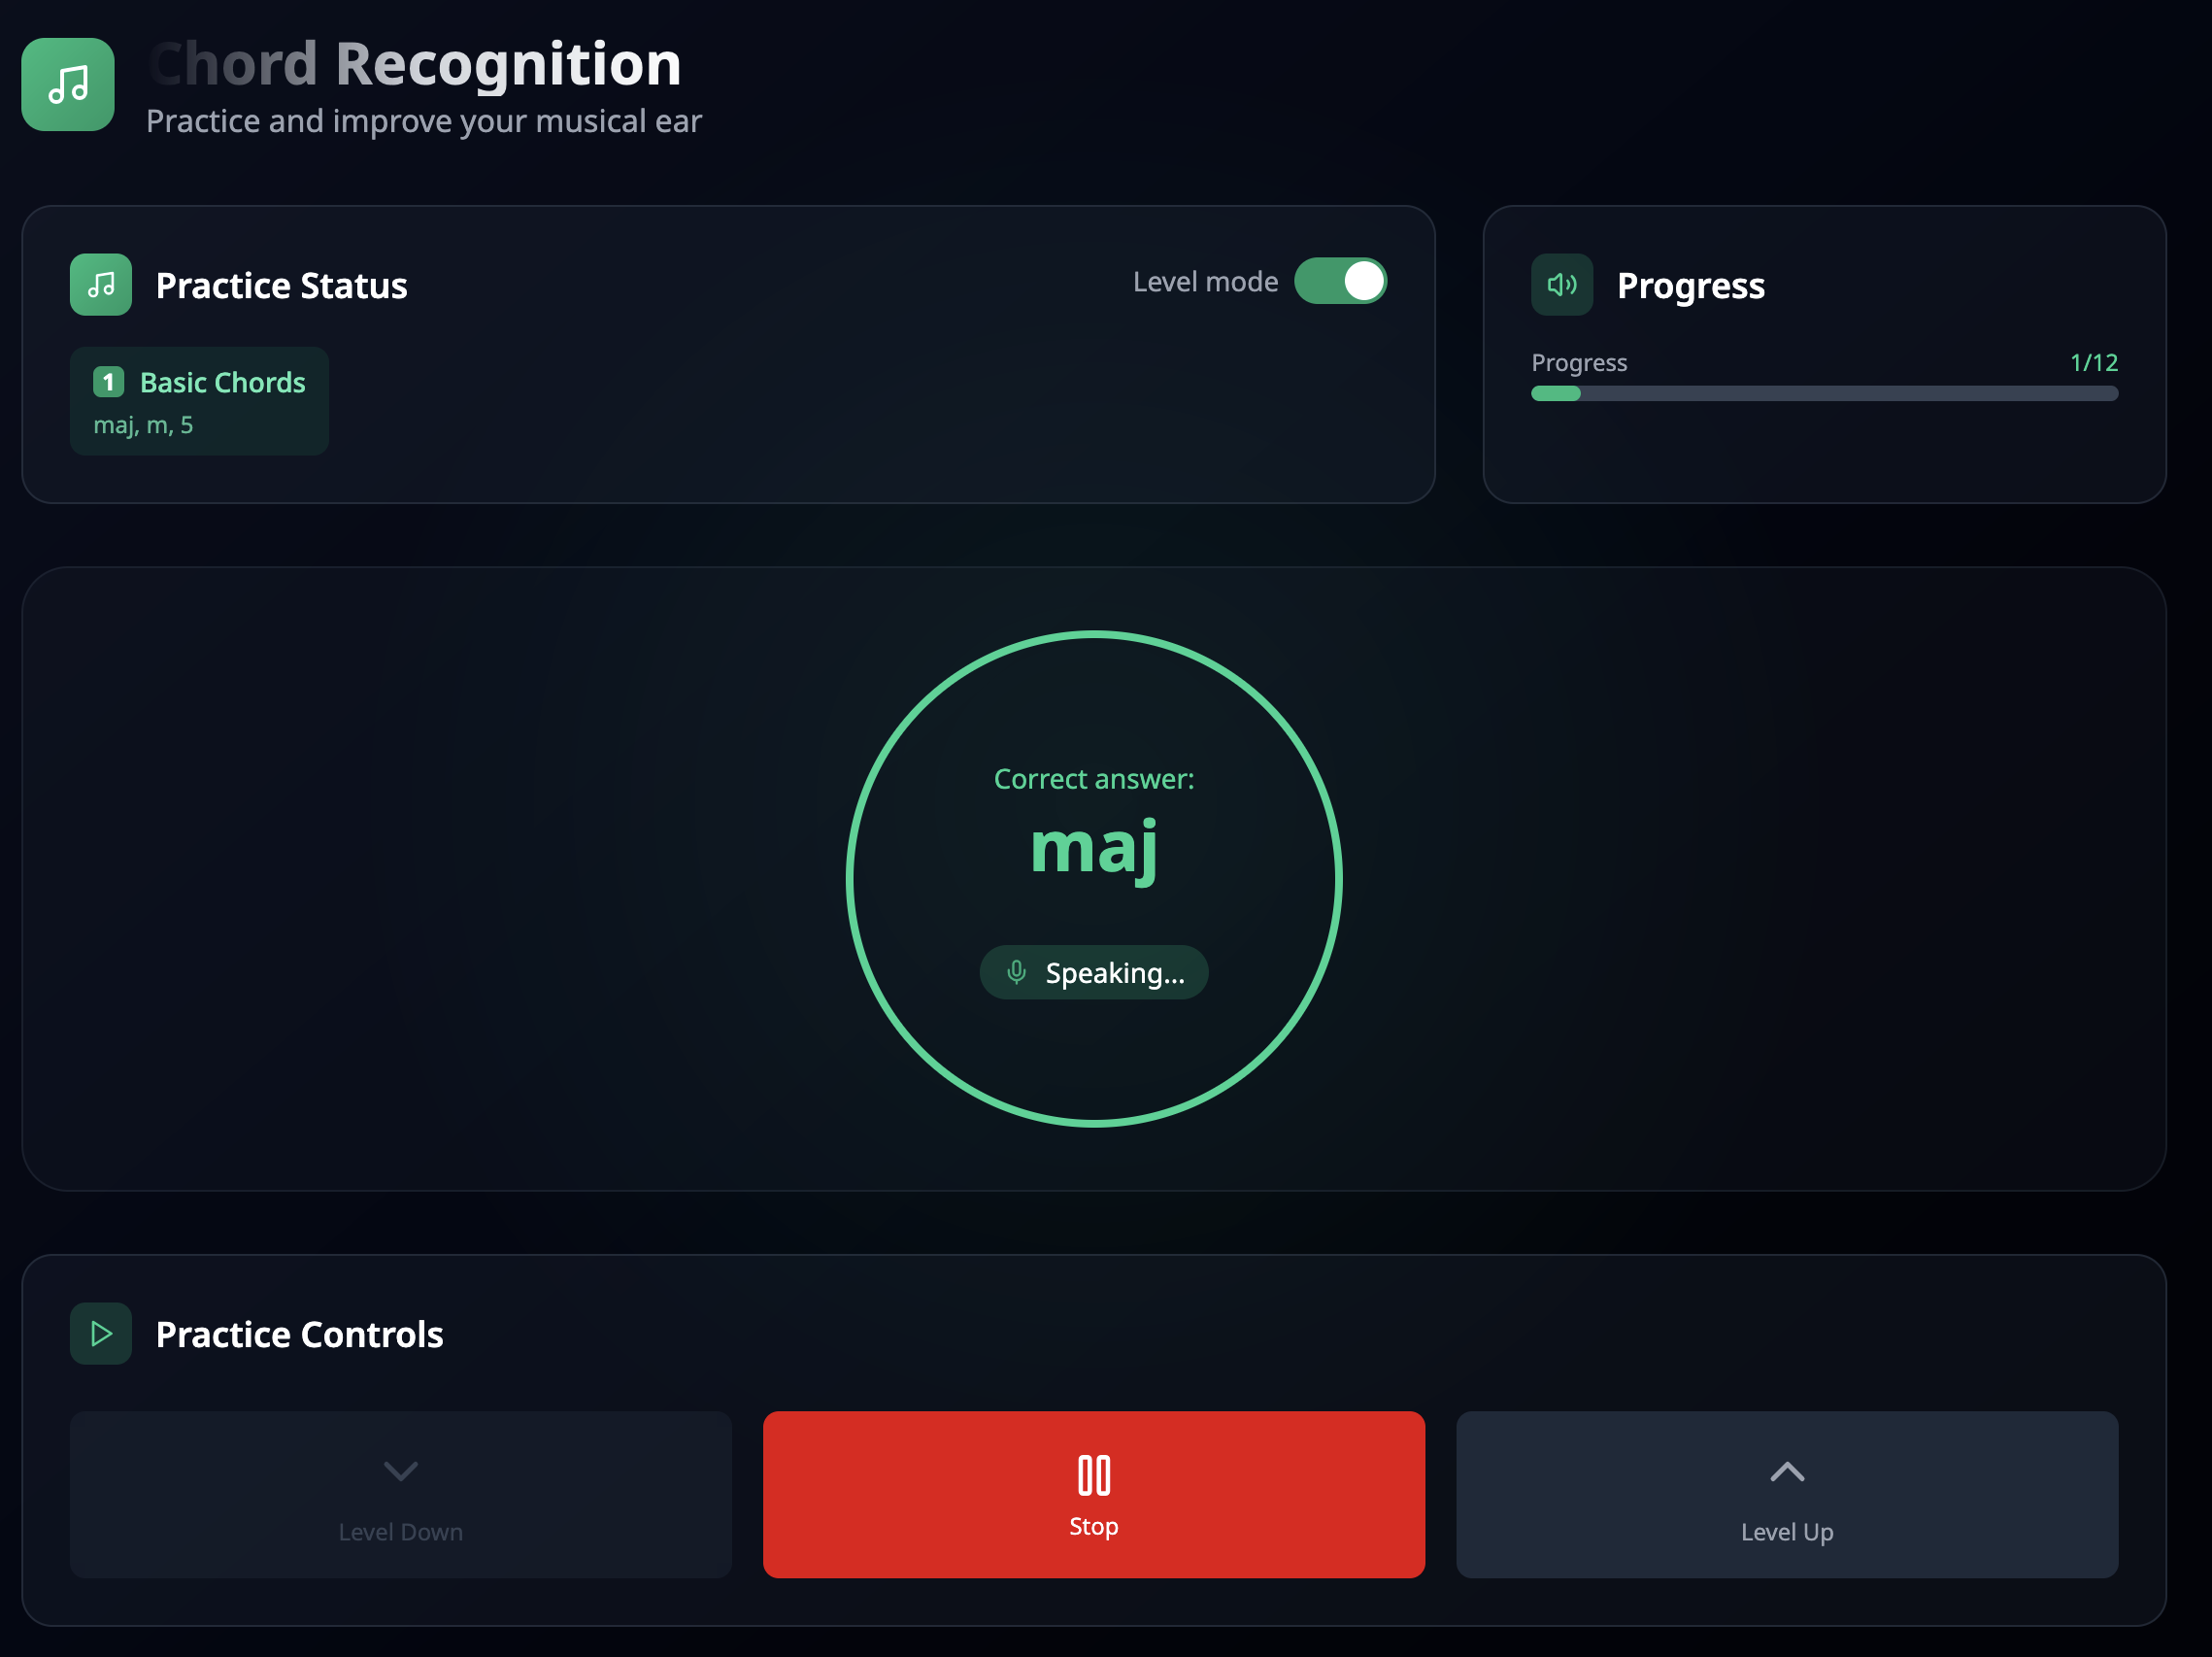 Chord Recognition
Practice and improve your musical ear
Practice Status
Level mode
1 Basic Chords
maj, m, 5
Progress
Progress 1/12
Correct answer:
maj
Speaking...
Practice Controls
Level Down
Stop
Level Up